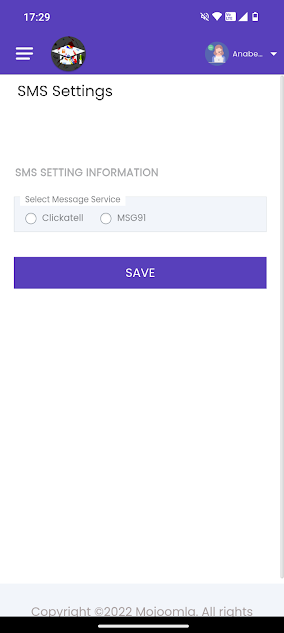 17:29
Anabe...
SMS Settings
SMS SETTING INFORMATION
Select Message Service
Clickatell
MSG91
SAVE
Copyright ©2022 Mojoomla. All rights